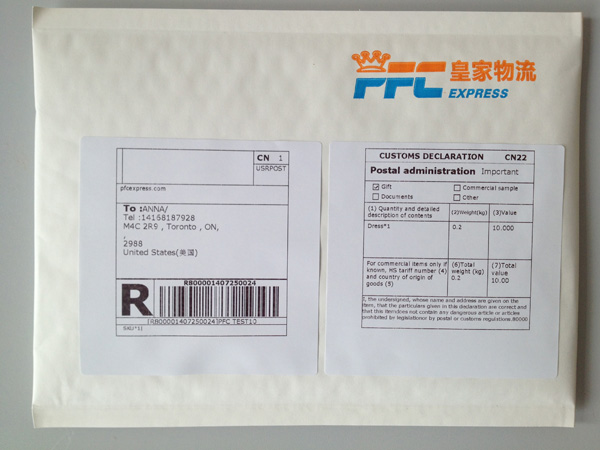 PFC 皇家物流
EXPRESS
CN 1
USRPOST
pfcexpress.com
To :ANNA/
Tel :14158187928
M4C 2R9 , Toronto , ON,
,
2988
United States(美国)
RB00001407250024
R
[RB00001407250024]PFC TEST10
CUSTOMS DECLARATION CN22
Postal administration Important
Gift Commercial sample
Documents Other
(1) Quantity and detailed description of contents (2)Weight(kg) (3)Value
Dress*1 0.2 10.000
For commercial items only if known, HS tariff number (4) and country of origin of goods (5) (6)Total weight (kg) 0.2 (7)Total value 10.00
I, the undersigned, whose name and address are given on the
item, that the particulars given in this declaration are correct and
that this item does not contain any dangerous article or articles
prohibited by legislation or by postal or customs regulations.80000